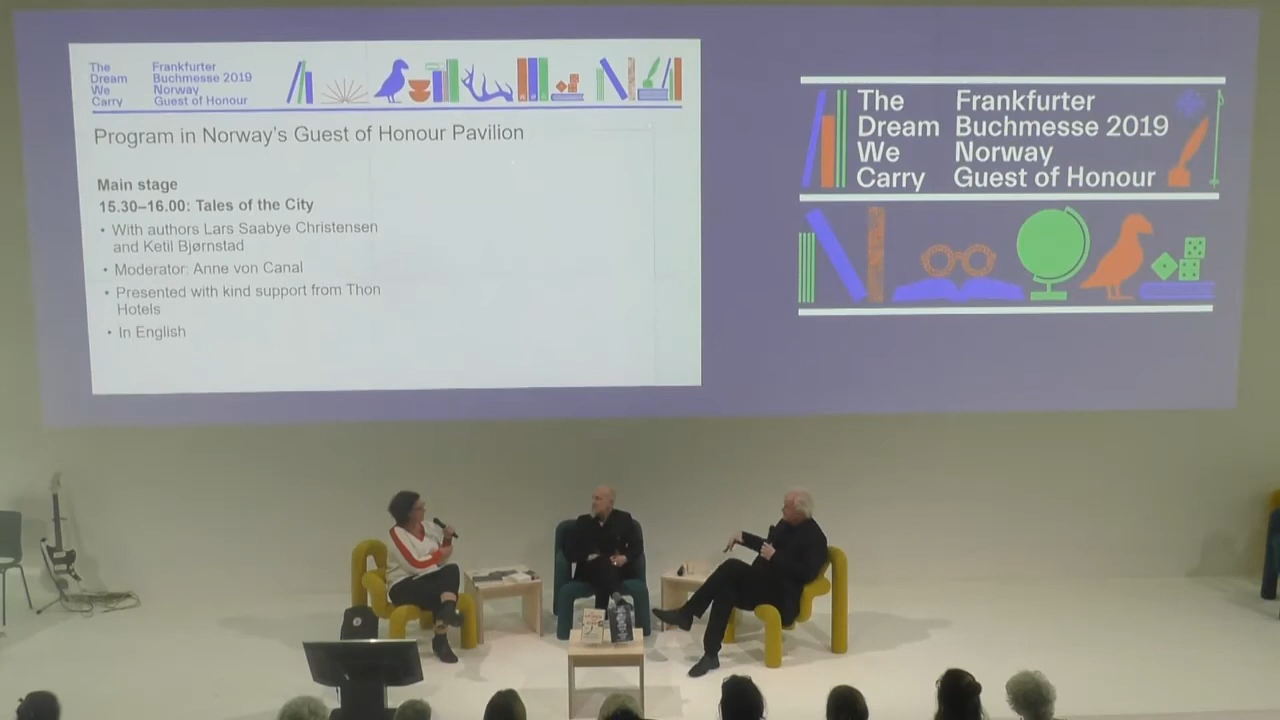 The Dream We Carry
Frankfurter Buchmesse 2019 Norway Guest of Honour
Program in Norway's Guest of Honour Pavilion
Main stage
15.30–16.00: Tales of the City
• With authors Lars Saabye Christensen
and Ketil Bjørnstad
• Moderator: Anne von Canal
• Presented with kind support from Thon
Hotels
• In English
The Frankfurter
Dream Buchmesse 2019
We Norway
Carry Guest of Honour